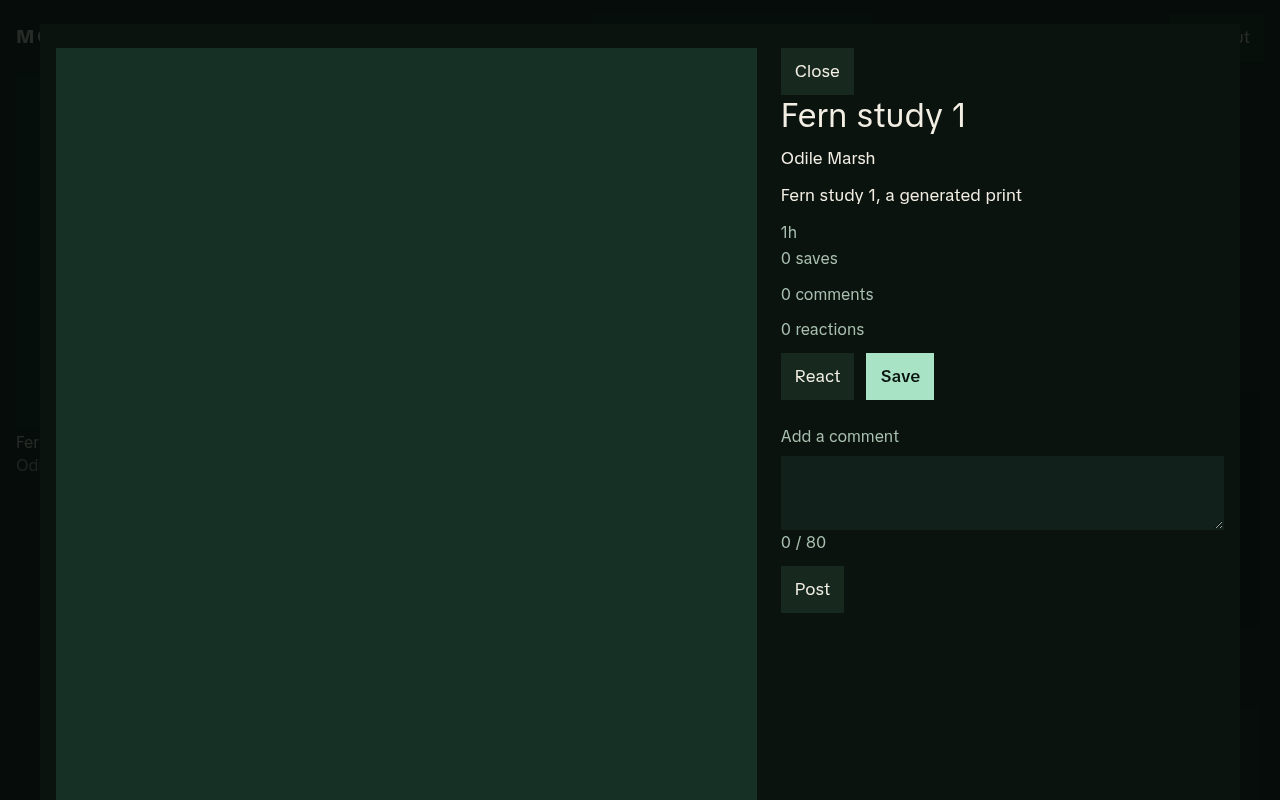 Close
Fern study 1
Odile Marsh
Fern study 1, a generated print
1h
0 saves
0 comments
0 reactions
React Save
Add a comment
0 / 80
Post